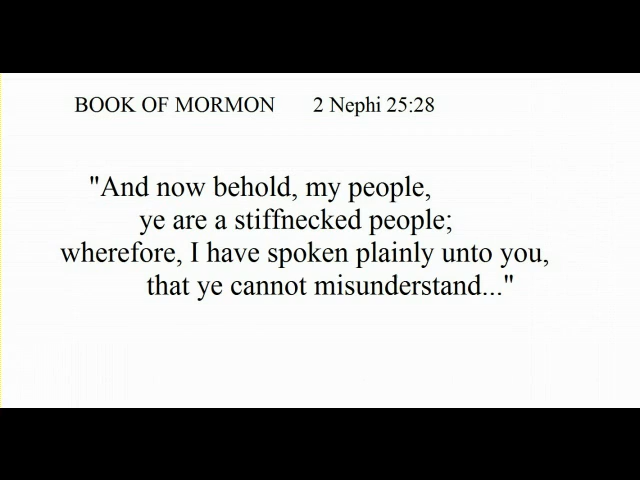 BOOK OF MORMON 2 Nephi 25:28
"And now behold, my people,
ye are a stiffnecked people;
wherefore, I have spoken plainly unto you,
that ye cannot misunderstand..."